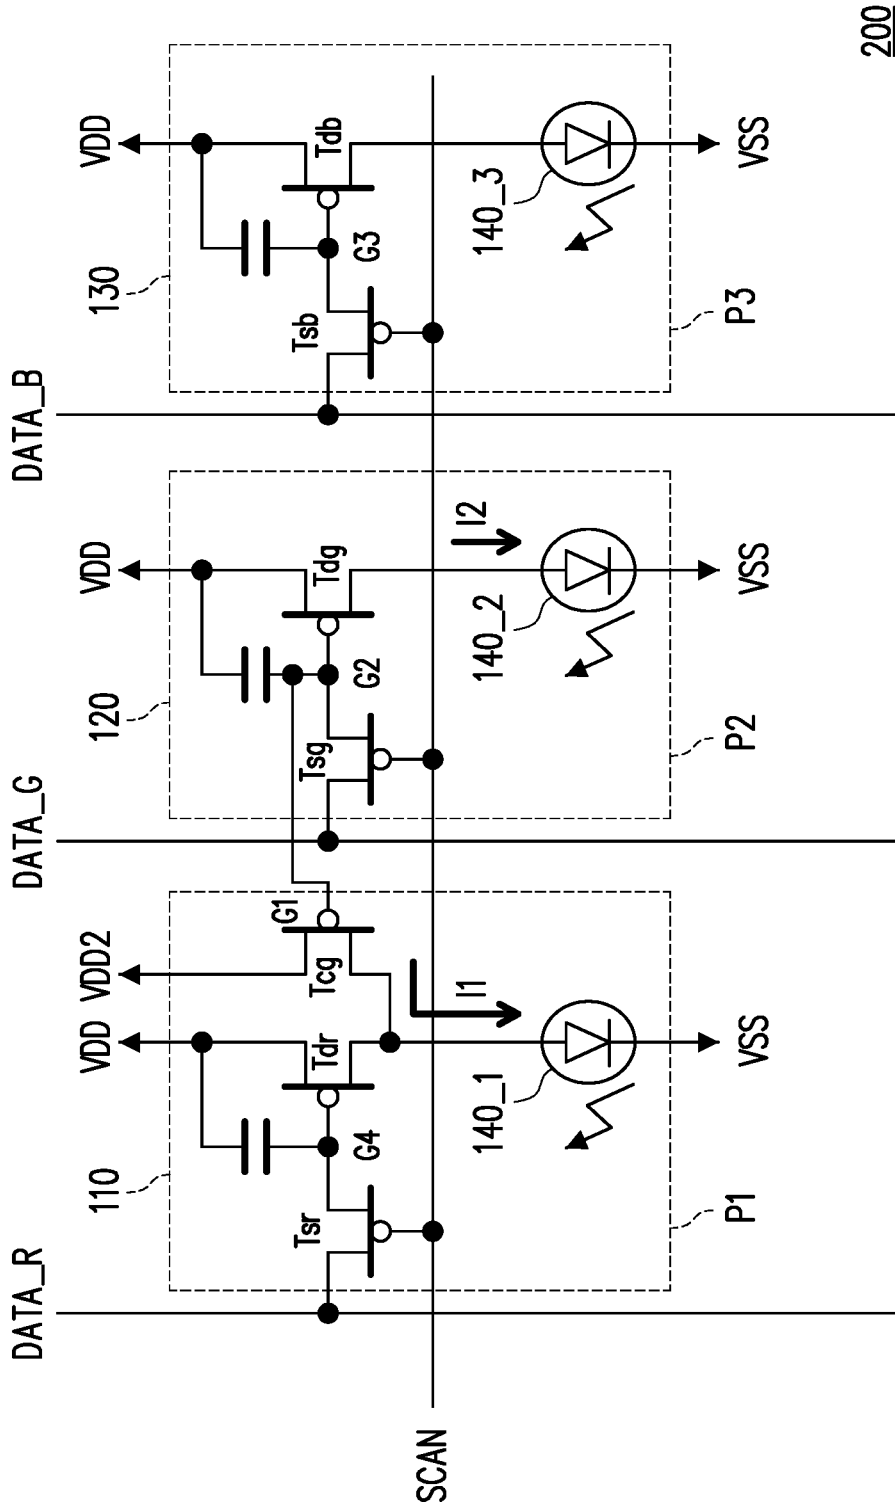 DATA_R
DATA_G
DATA_B
110
VDD
VDD2
120
VDD
130
VDD
Tsr
G4
Tdr
Tcg
G1
Tsg
G2
Tdg
Tsb
G3
Tdb
SCAN
I1
I2
140_1
140_2
140_3
P1
VSS
P2
VSS
P3
VSS
200